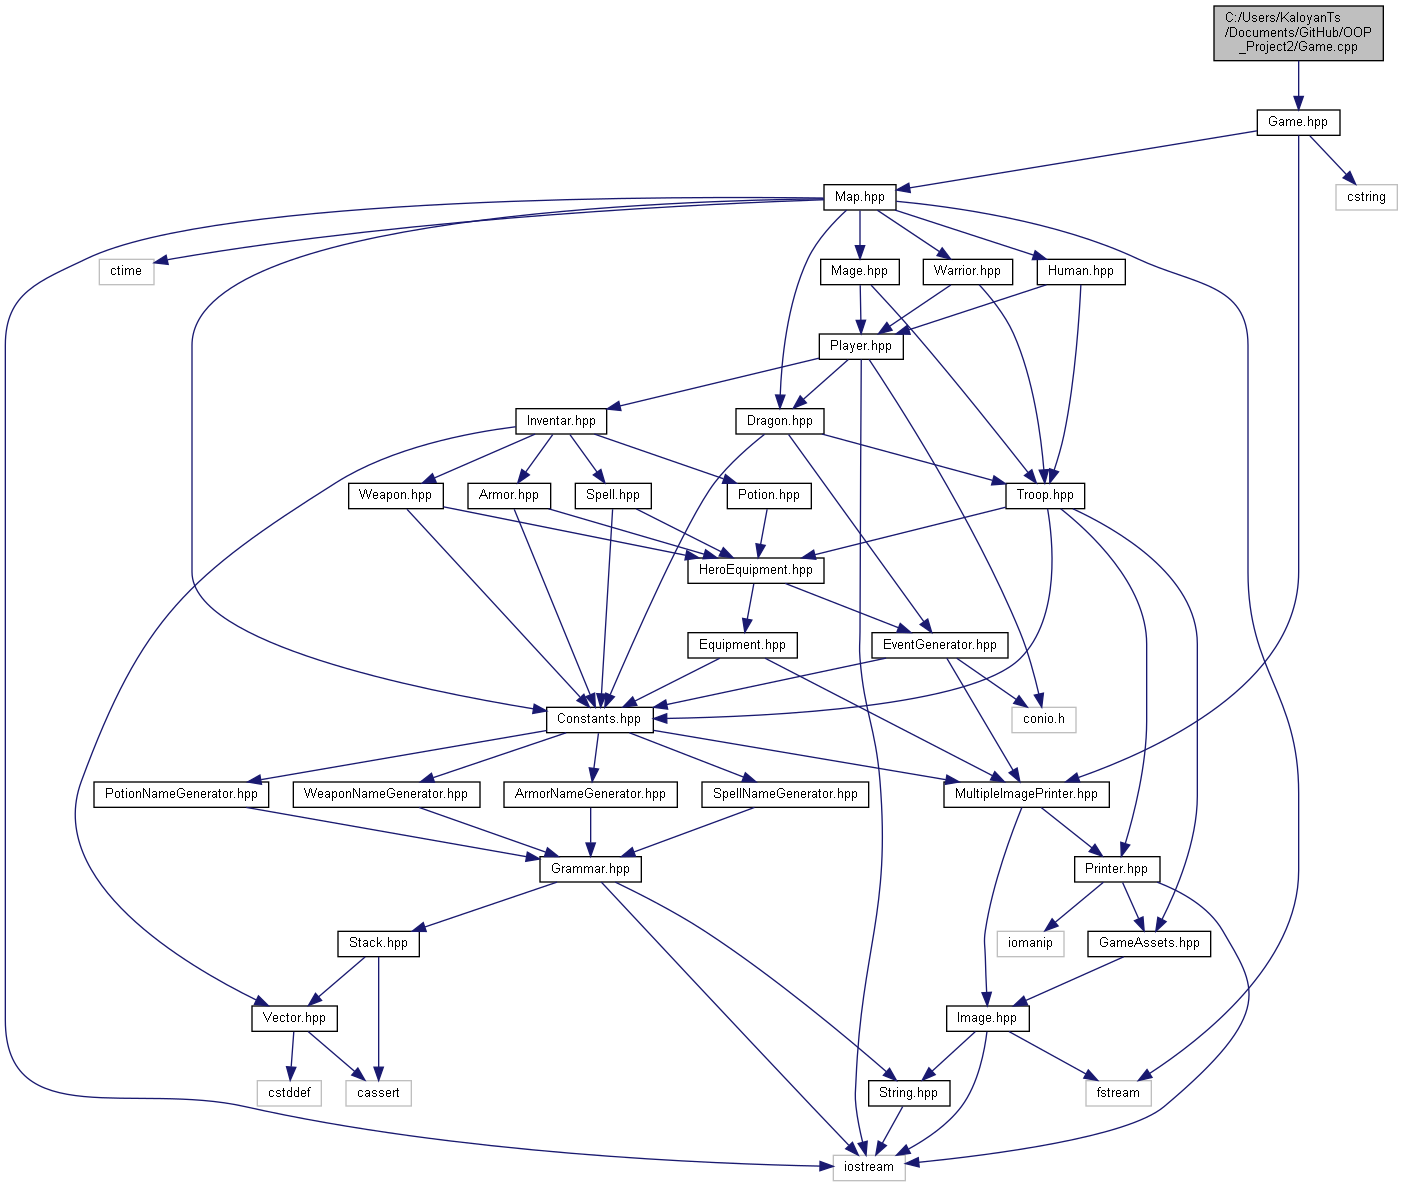 C:/Users/KaloyanTs
/Documents/GitHub/OOP
_Project2/Game.cpp
Game.hpp
Map.hpp
cstring
ctime
Mage.hpp
Warrior.hpp
Human.hpp
Player.hpp
Inventar.hpp
Dragon.hpp
Weapon.hpp
Armor.hpp
Spell.hpp
Potion.hpp
Troop.hpp
HeroEquipment.hpp
Equipment.hpp
EventGenerator.hpp
Constants.hpp
conio.h
PotionNameGenerator.hpp
WeaponNameGenerator.hpp
ArmorNameGenerator.hpp
SpellNameGenerator.hpp
MultipleImagePrinter.hpp
Grammar.hpp
Printer.hpp
Stack.hpp
iomanip
GameAssets.hpp
Vector.hpp
Image.hpp
cstddef
cassert
String.hpp
fstream
iostream